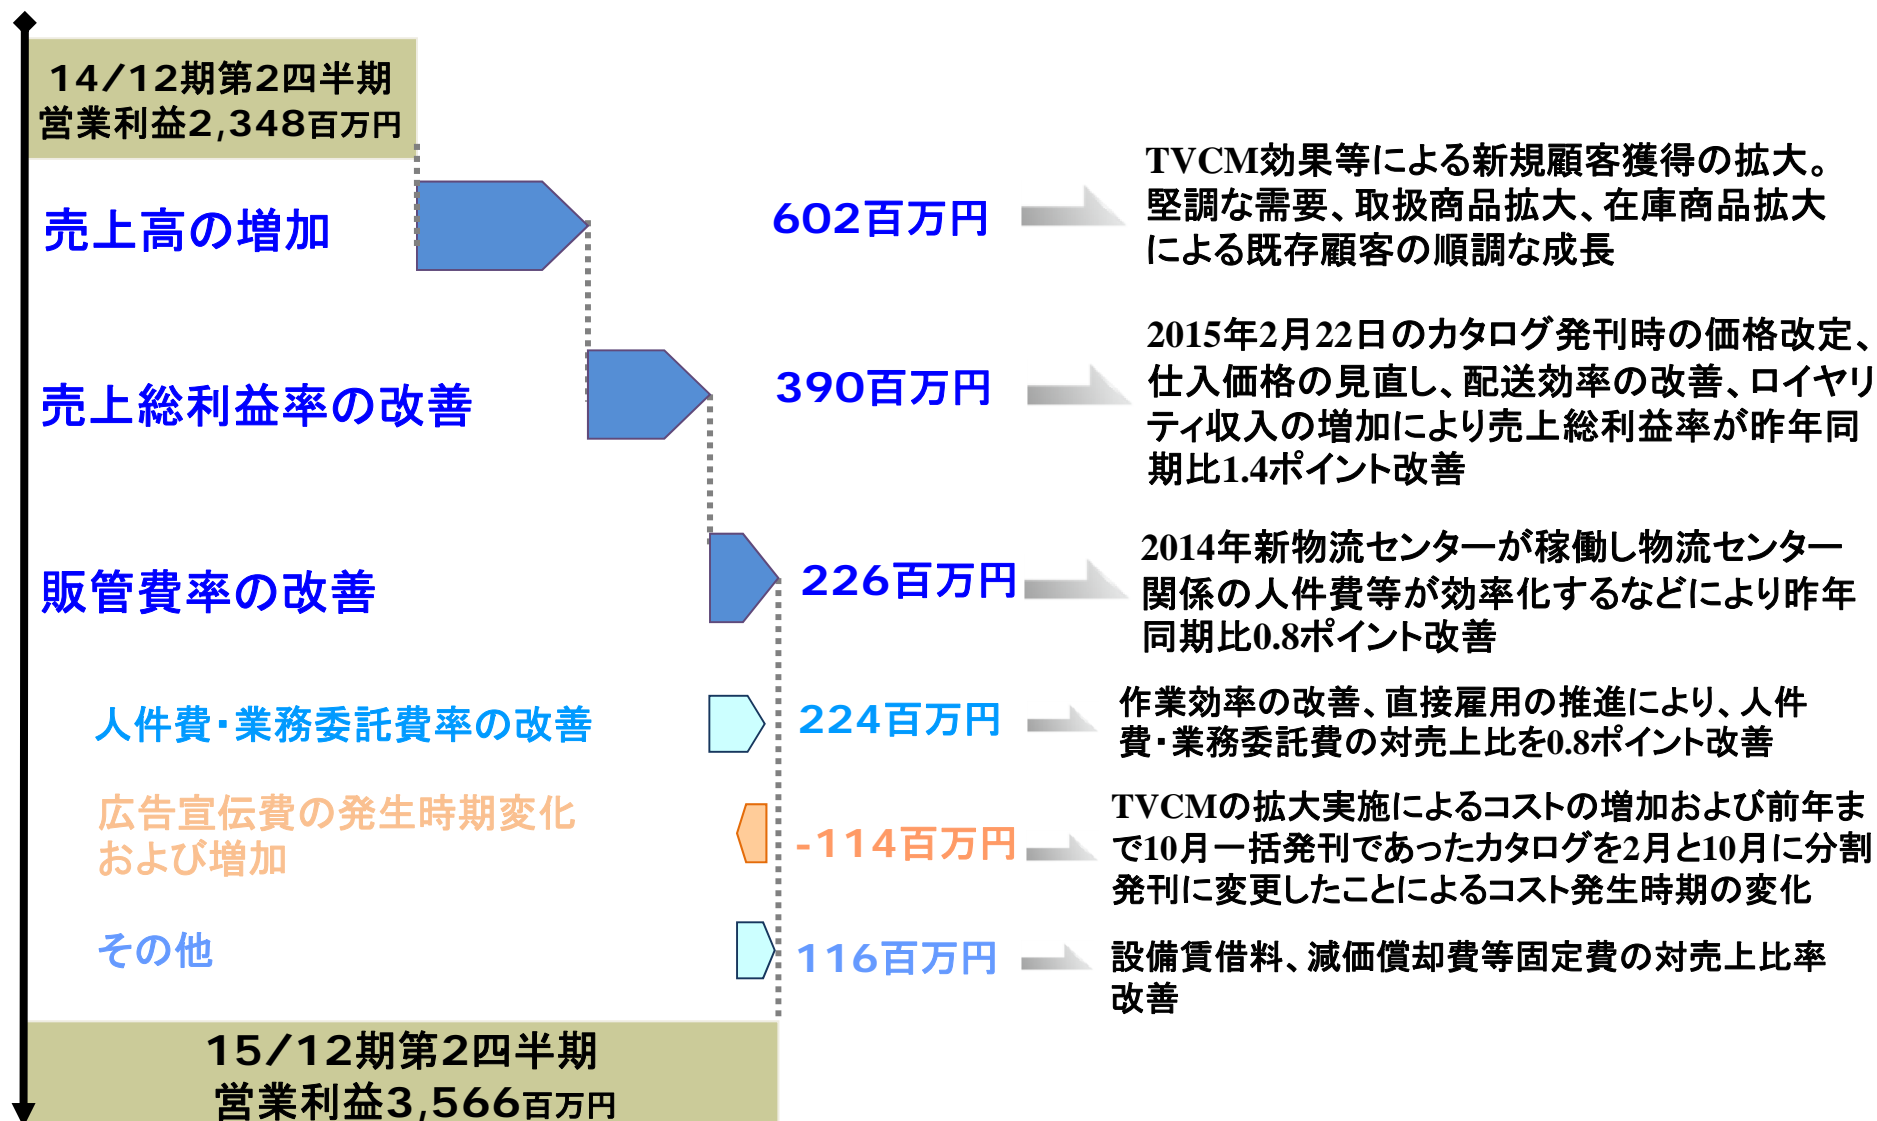 14/12期第2四半期
営業利益2,348百万円
売上高の増加
602百万円
TVCM効果等による新規顧客獲得の拡大。
堅調な需要、取扱商品拡大、在庫商品拡大
による既存顧客の順調な成長
売上総利益率の改善
390百万円
2015年2月22日のカタログ発刊時の価格改定、
仕入価格の見直し、配送効率の改善、ロイヤリ
ティ収入の増加により売上総利益率が昨年同
期比1.4ポイント改善
販管費率の改善
226百万円
2014年新物流センターが稼働し物流センター
関係の人件費等が効率化するなどにより昨年
同期比0.8ポイント改善
人件費・業務委託費率の改善
224百万円
作業効率の改善、直接雇用の推進により、人件
費・業務委託費の対売上比を0.8ポイント改善
広告宣伝費の発生時期変化
および増加
-114百万円
TVCMの拡大実施によるコストの増加および前年ま
で10月一括発刊であったカタログを2月と10月に分割
発刊に変更したことによるコスト発生時期の変化
その他
116百万円
設備賃借料、減価償却費等固定費の対売上比率
改善
15/12期第2四半期
営業利益3,566百万円